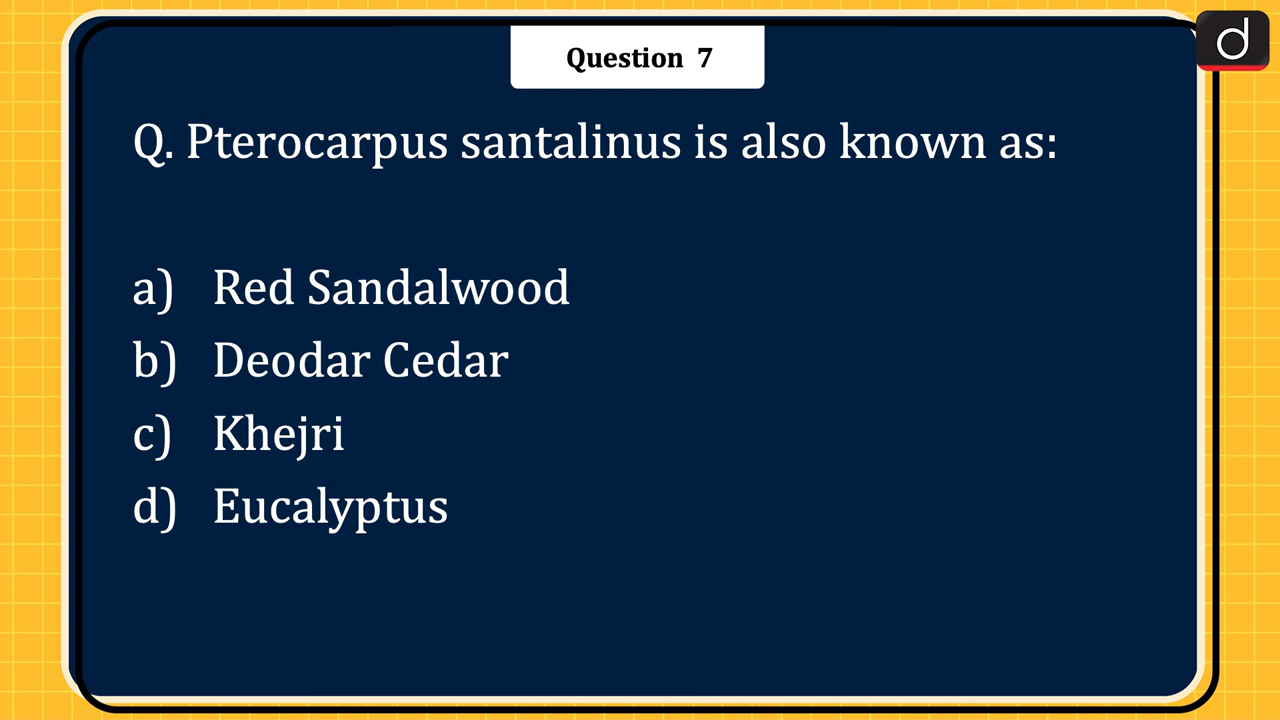 Question 7
d
Q. Pterocarpus santalinus is also known as:
a) Red Sandalwood
b) Deodar Cedar
c) Khejri
d) Eucalyptus